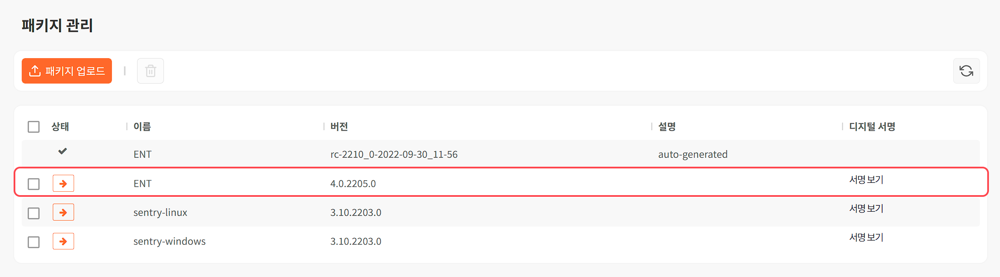 패키지 관리
패키지 업로드
상태 이름 버전 설명 디지털 서명
ENT rc-2210_0-2022-09-30_11-56 auto-generated
ENT 4.0.2205.0 서명 보기
sentry-linux 3.10.2203.0 서명 보기
sentry-windows 3.10.2203.0 서명 보기